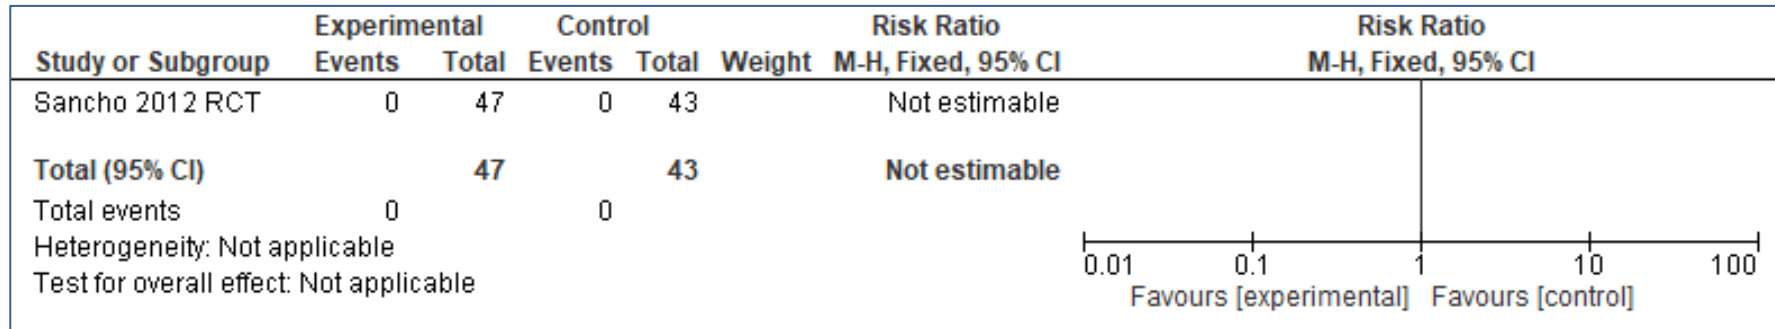 Experimental Control Risk Ratio Risk Ratio
Study or Subgroup Events Total Events Total Weight M-H, Fixed, 95% CI M-H, Fixed, 95% CI
Sancho 2012 RCT 0 47 0 43 Not estimable
Total (95% CI) 47 43 Not estimable
Total events 0 0
Heterogeneity: Not applicable
Test for overall effect: Not applicable
0.01 0.1 1 10 100
Favours [experimental] Favours [control]